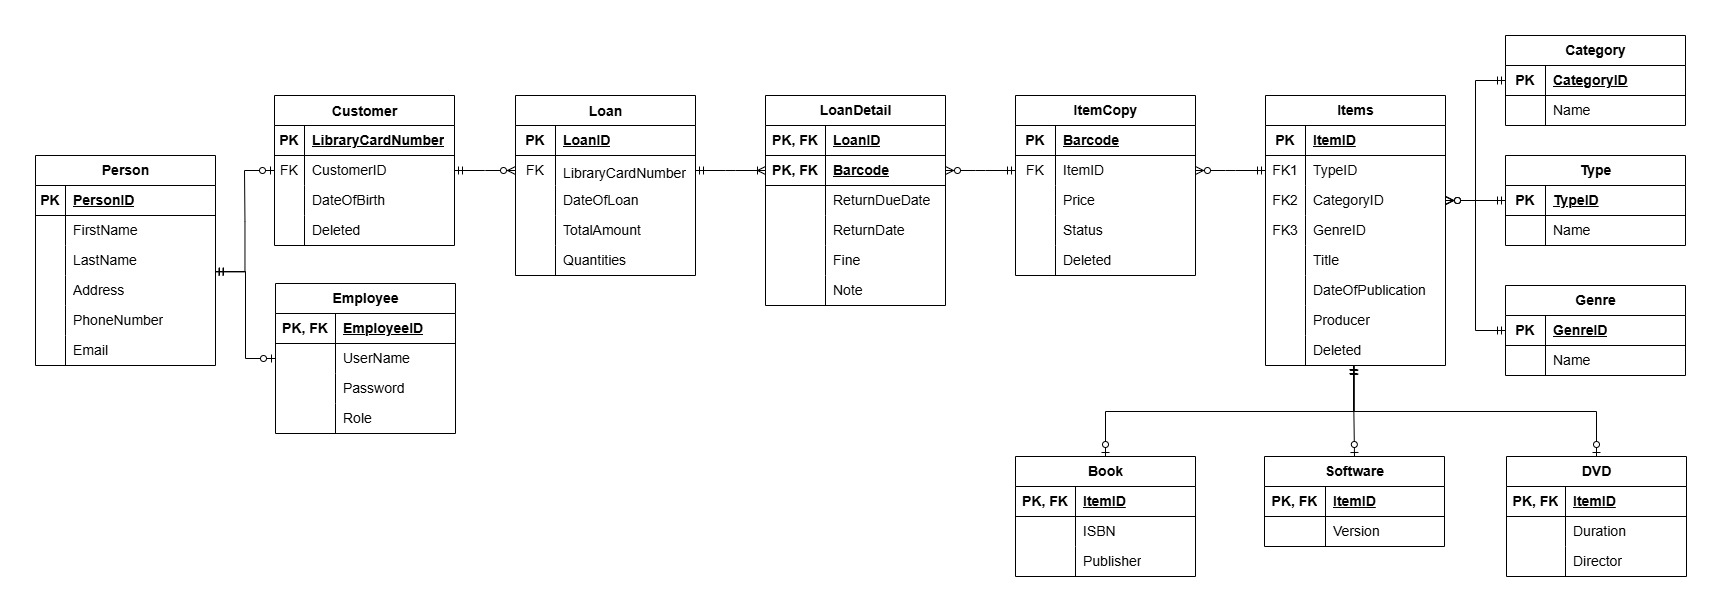 Person
PK PersonID
FirstName
LastName
Address
PhoneNumber
Email
Customer
PK LibraryCardNumber
FK CustomerID
DateOfBirth
Deleted
Employee
PK, FK EmployeeID
UserName
Password
Role
Loan
PK LoanID
FK LibraryCardNumber
DateOfLoan
TotalAmount
Quantities
LoanDetail
PK, FK LoanID
PK, FK Barcode
ReturnDueDate
ReturnDate
Fine
Note
ItemCopy
PK Barcode
FK ItemID
Price
Status
Deleted
Items
PK ItemID
FK1 TypeID
FK2 CategoryID
FK3 GenreID
Title
DateOfPublication
Producer
Deleted
Category
PK CategoryID
Name
Type
PK TypeID
Name
Genre
PK GenreID
Name
Book
PK, FK ItemID
ISBN
Publisher
Software
PK, FK ItemID
Version
DVD
PK, FK ItemID
Duration
Director